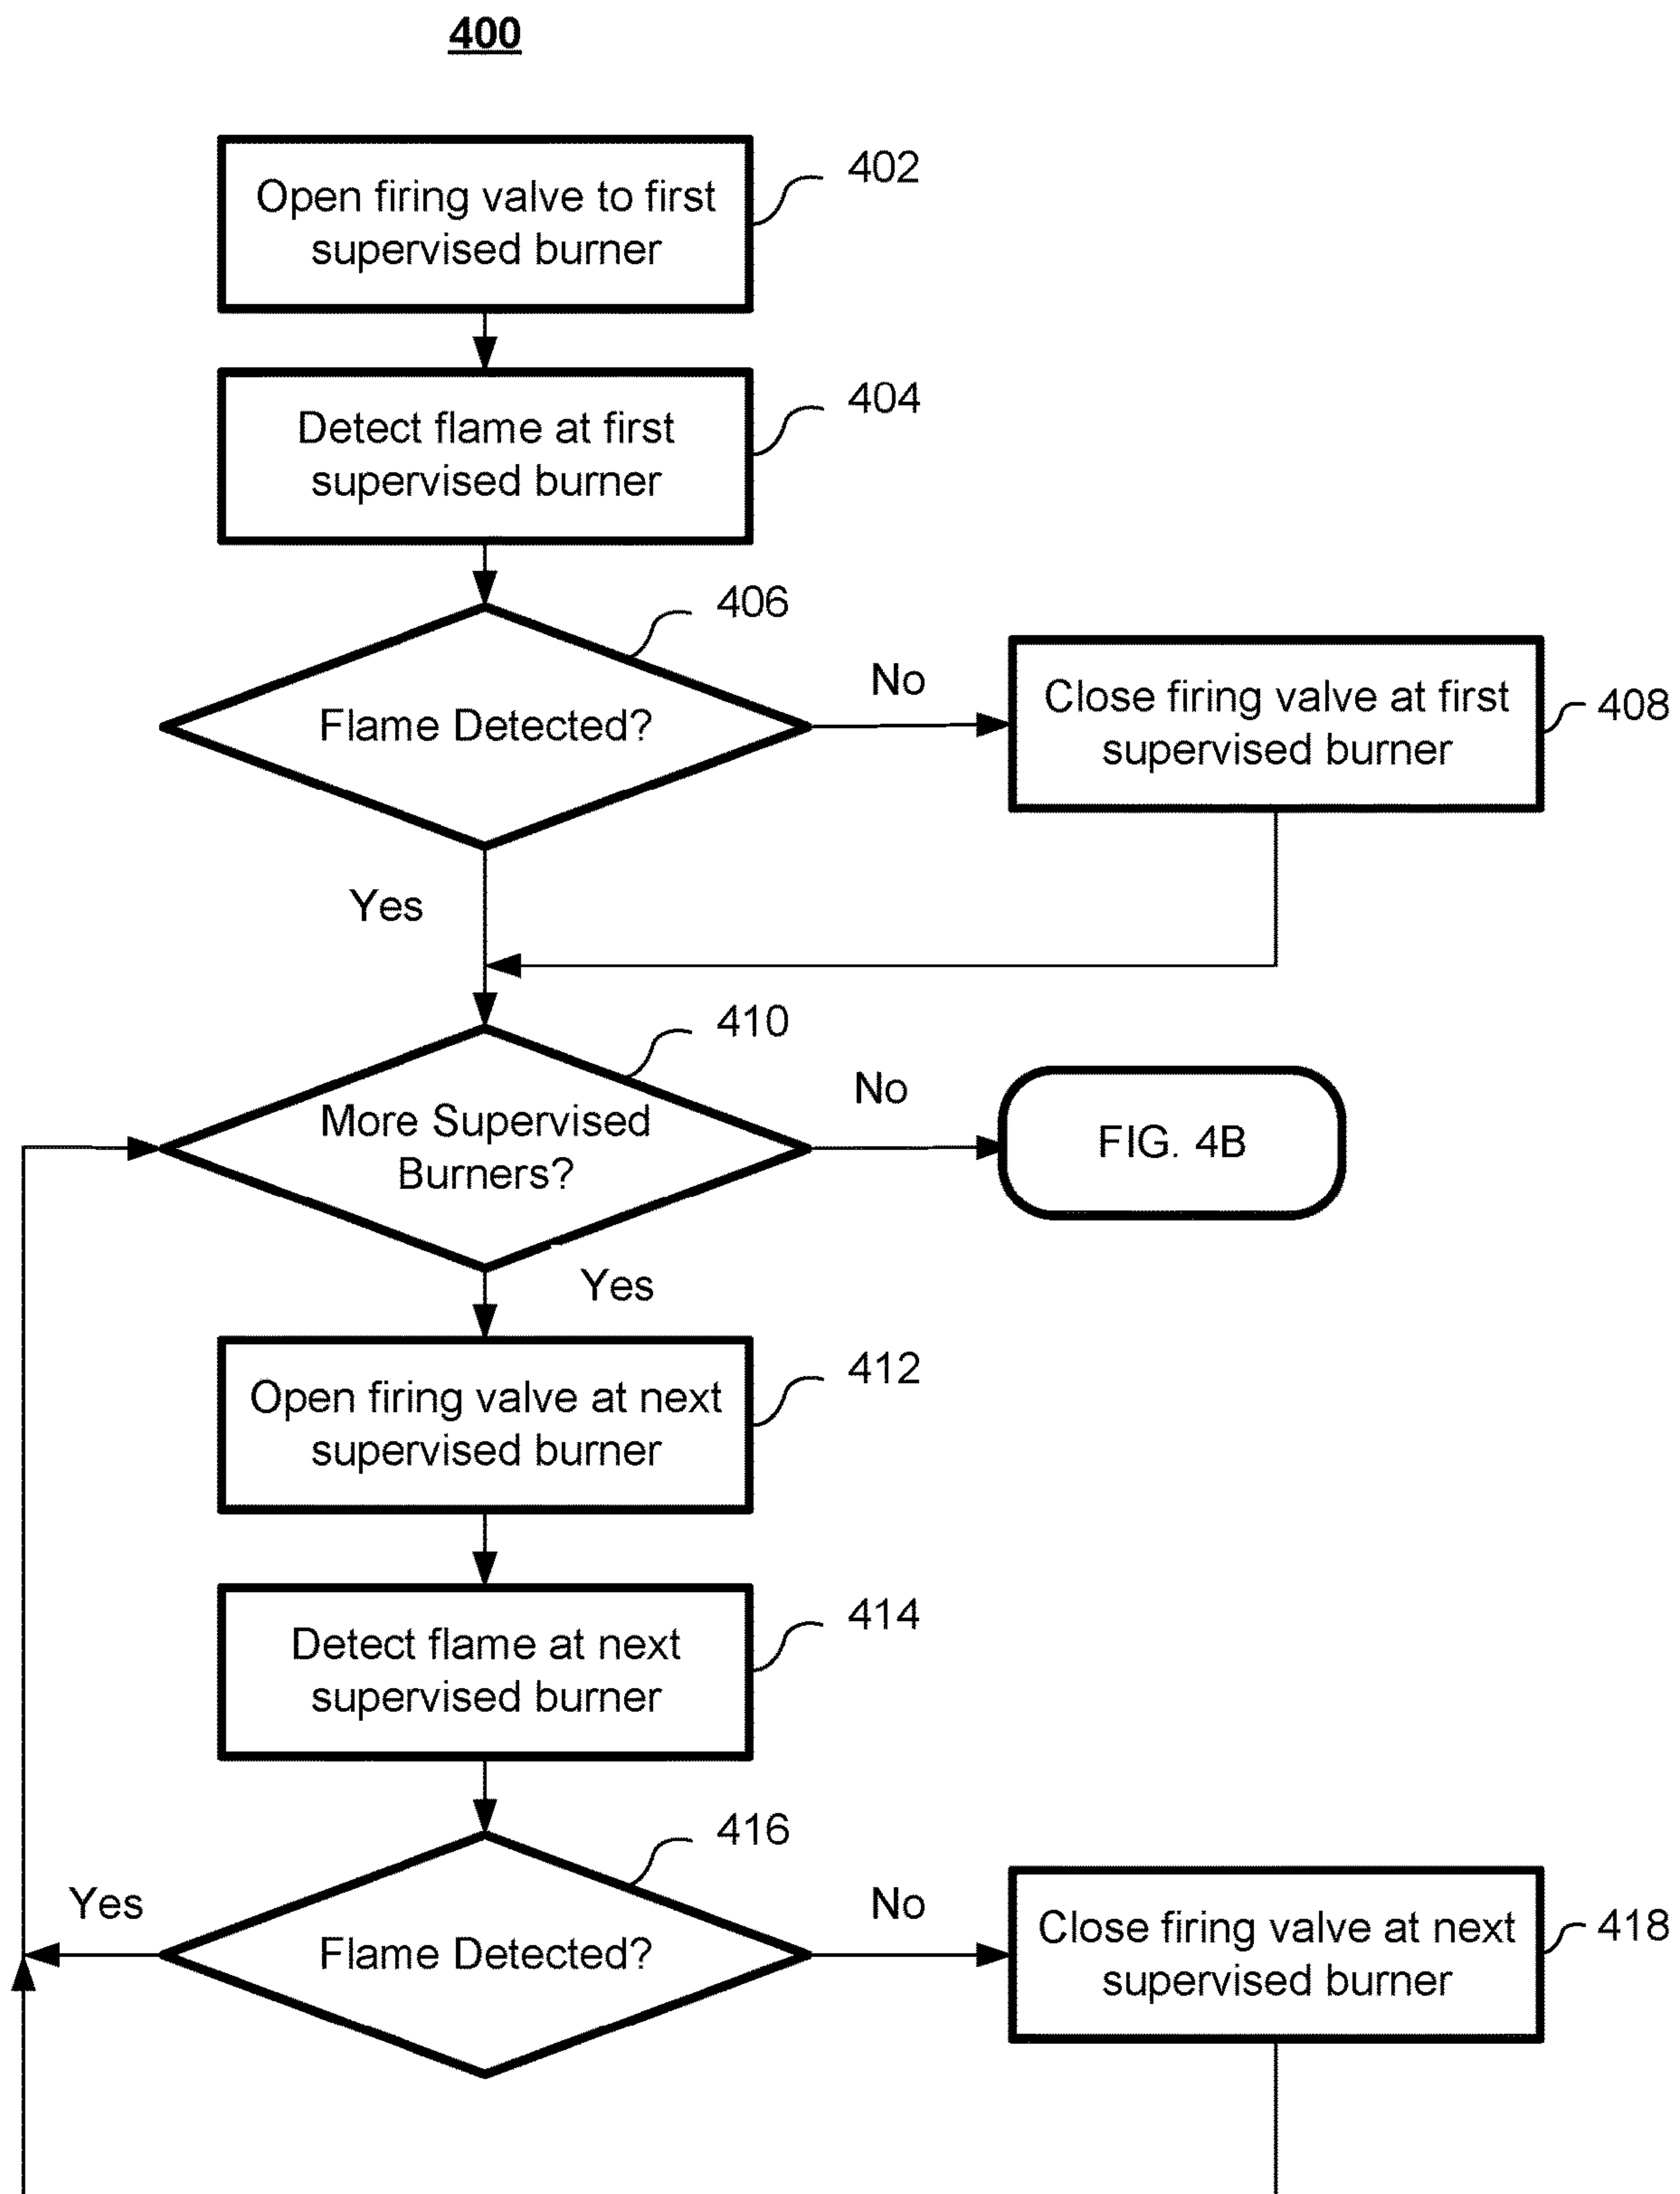 400
Open firing valve to first
supervised burner
402
Detect flame at first
supervised burner
404
406
Flame Detected?
No
Close firing valve at first
supervised burner
408
Yes
410
More Supervised
Burners?
No
FIG. 4B
Yes
Open firing valve at next
supervised burner
412
Detect flame at next
supervised burner
414
416
Yes
Flame Detected?
No
Close firing valve at next
supervised burner
418